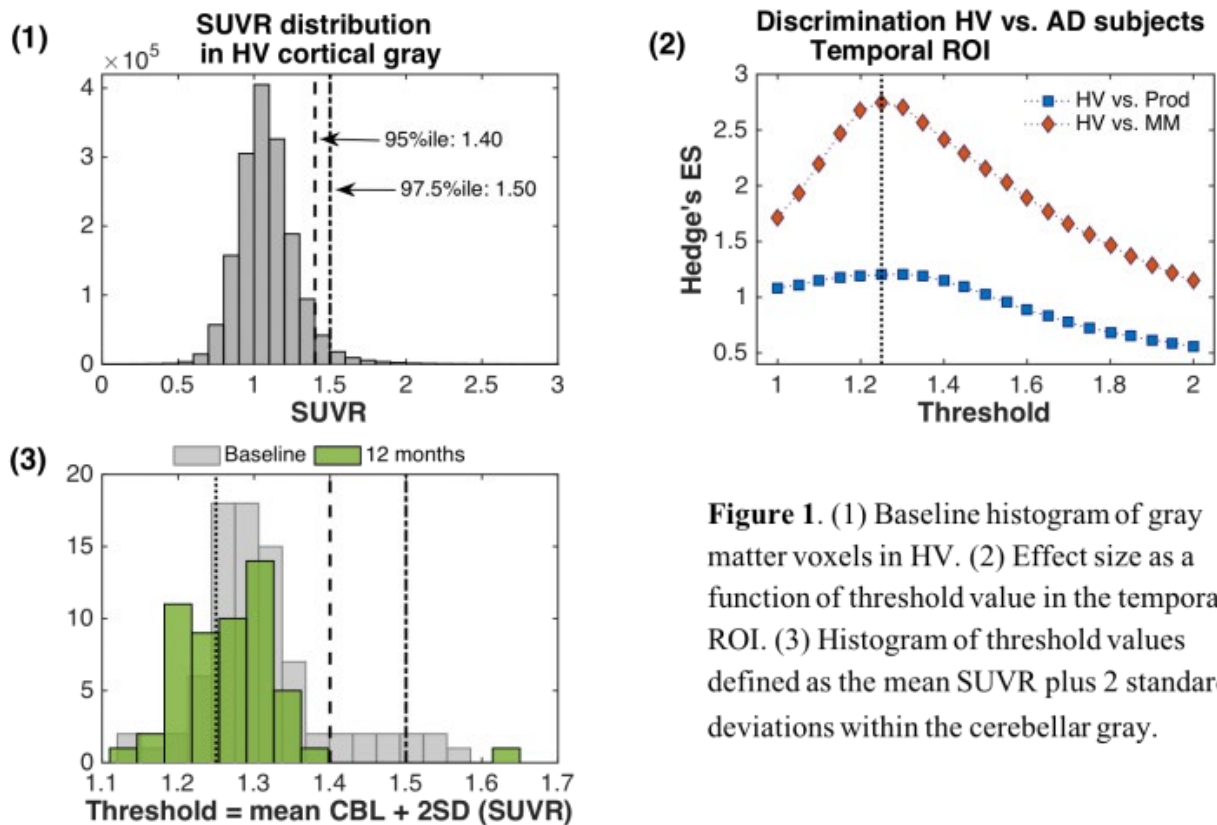 (1)
SUVR distribution
in HV cortical gray
×10⁵
4
3
2
1
0
95%ile: 1.40
97.5%ile: 1.50
0 0.5 1 1.5 2 2.5 3
SUVR
(2)
Discrimination HV vs. AD subjects
Temporal ROI
3
2.5
2
1.5
1
0.5
Hedge's ES
HV vs. Prod
HV vs. MM
1 1.2 1.4 1.6 1.8 2
Threshold
(3)
Baseline 12 months
20
15
10
5
0
1.1 1.2 1.3 1.4 1.5 1.6 1.7
Threshold = mean CBL + 2SD (SUVR)
Figure 1. (1) Baseline histogram of gray
matter voxels in HV. (2) Effect size as a
function of threshold value in the tempora
ROI. (3) Histogram of threshold values
defined as the mean SUVR plus 2 standar
deviations within the cerebellar gray.